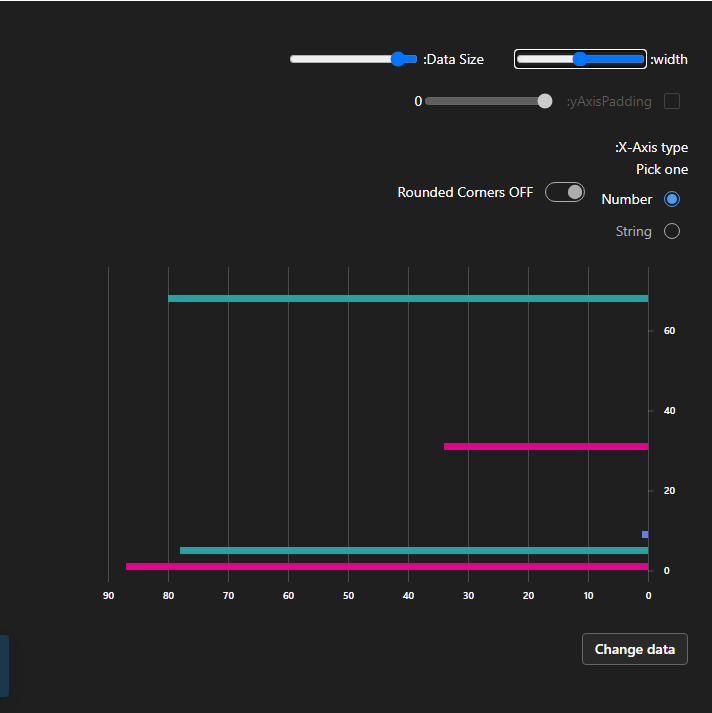 :width
:Data Size
:yAxisPadding
0
:X-Axis type
Pick one
Number
Rounded Corners OFF
String
60
40
20
0
90 80 70 60 50 40 30 20 10 0
Change data